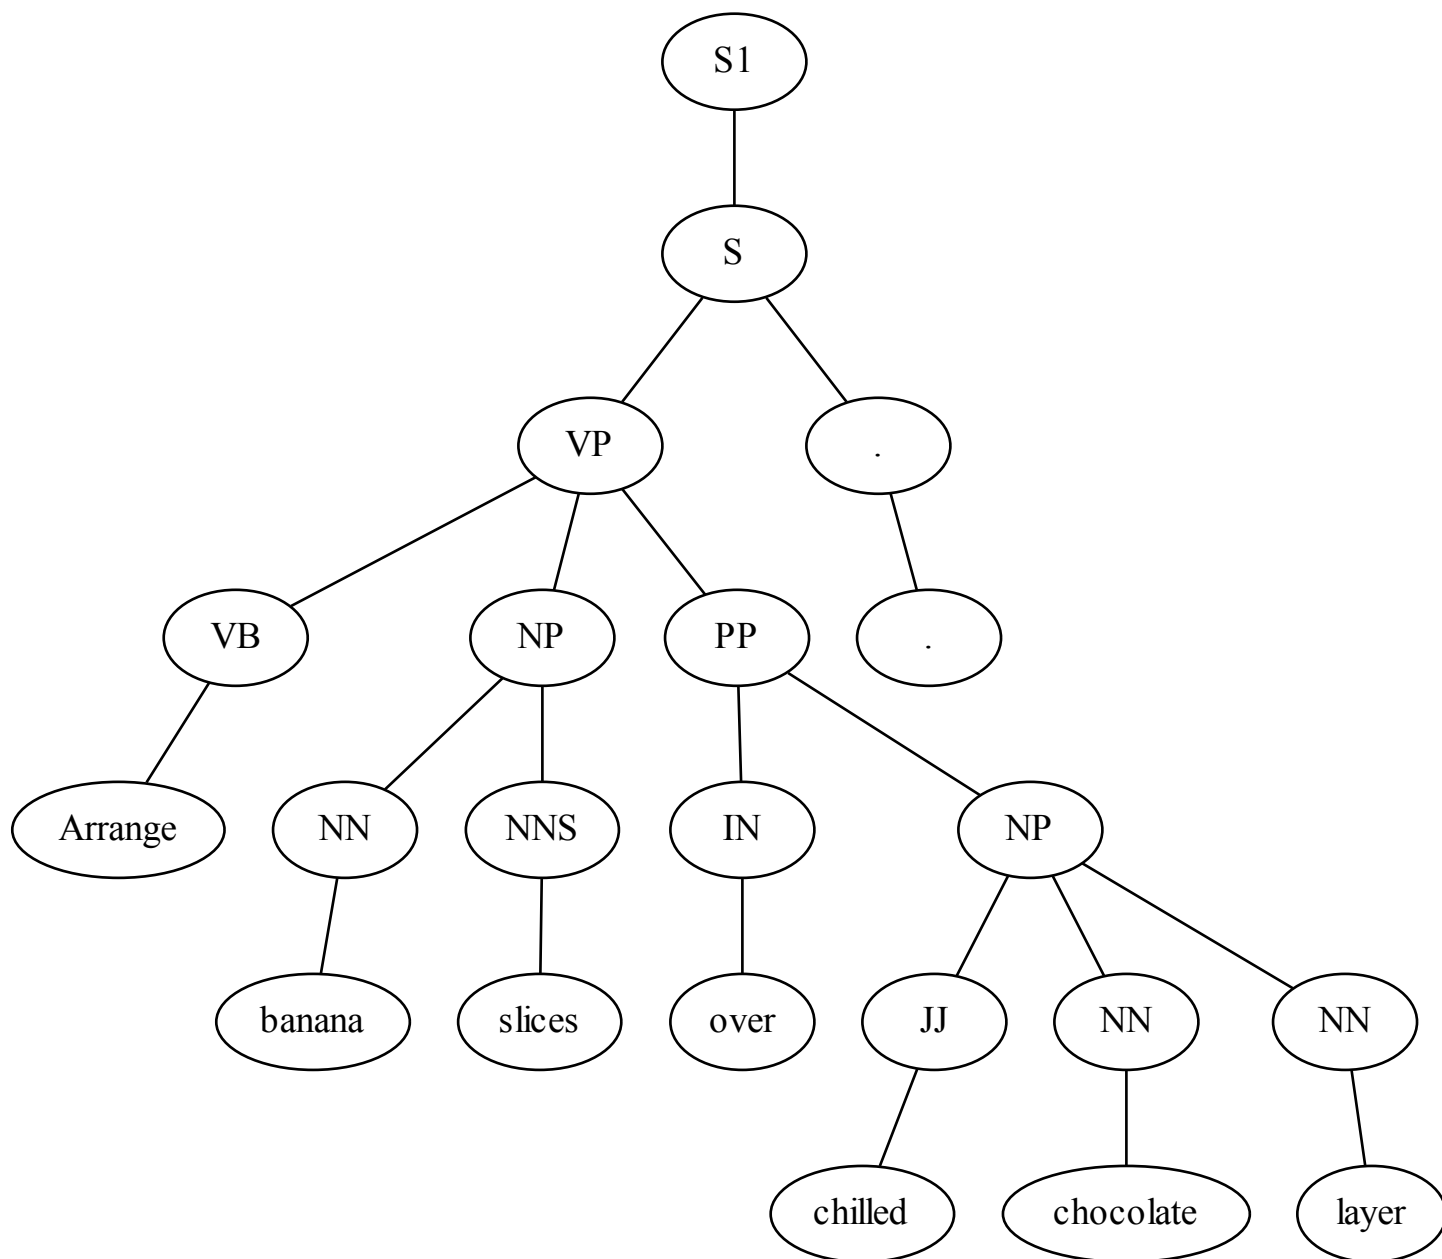 S1
S
VP .
VB NP PP .
Arrange NN NNS IN NP
banana slices over JJ NN NN
chilled chocolate layer